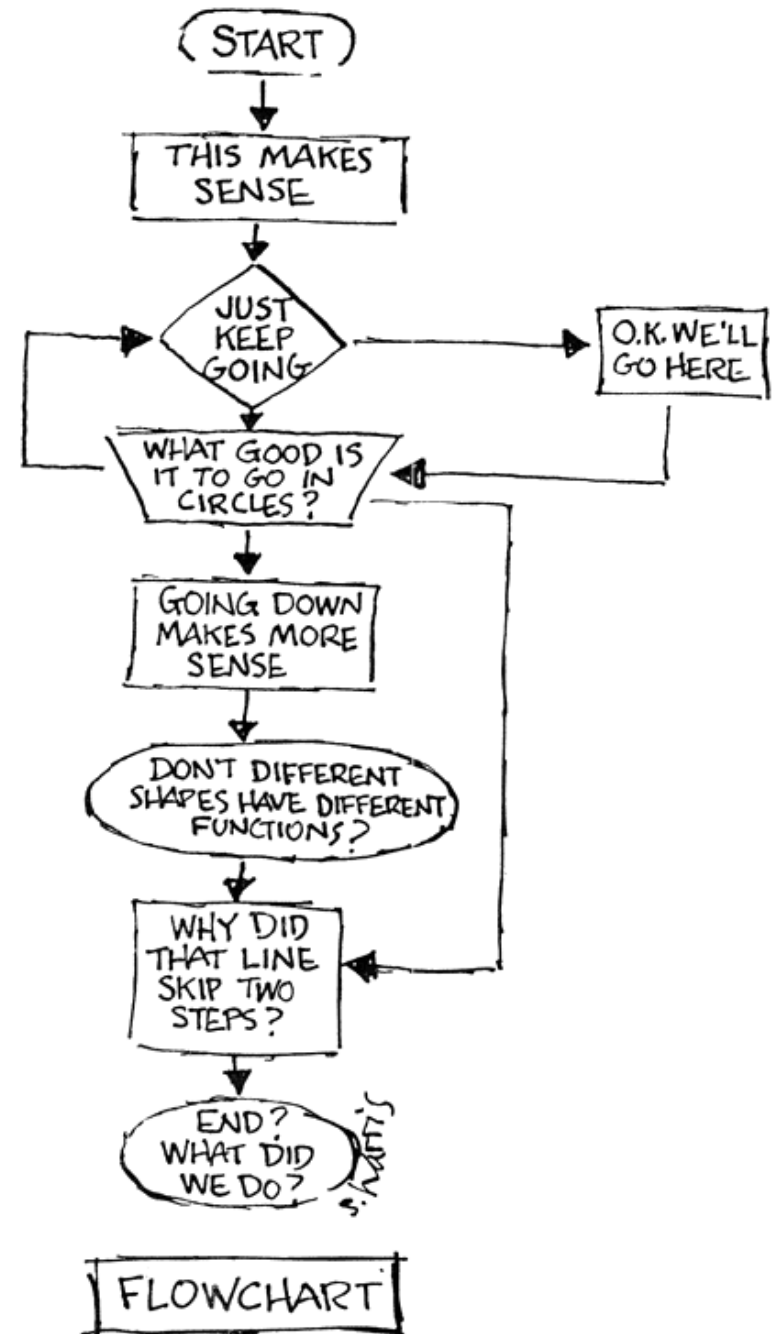 START
THIS MAKES
SENSE
JUST
KEEP
GOING
O.K. WE'LL
GO HERE
WHAT GOOD IS
IT TO GO IN
CIRCLES?
GOING DOWN
MAKES MORE
SENSE
DON'T DIFFERENT
SHAPES HAVE DIFFERENT
FUNCTIONS?
WHY DID
THAT LINE
SKIP TWO
STEPS?
END?
WHAT DID
WE DO?
s. harris
FLOWCHART